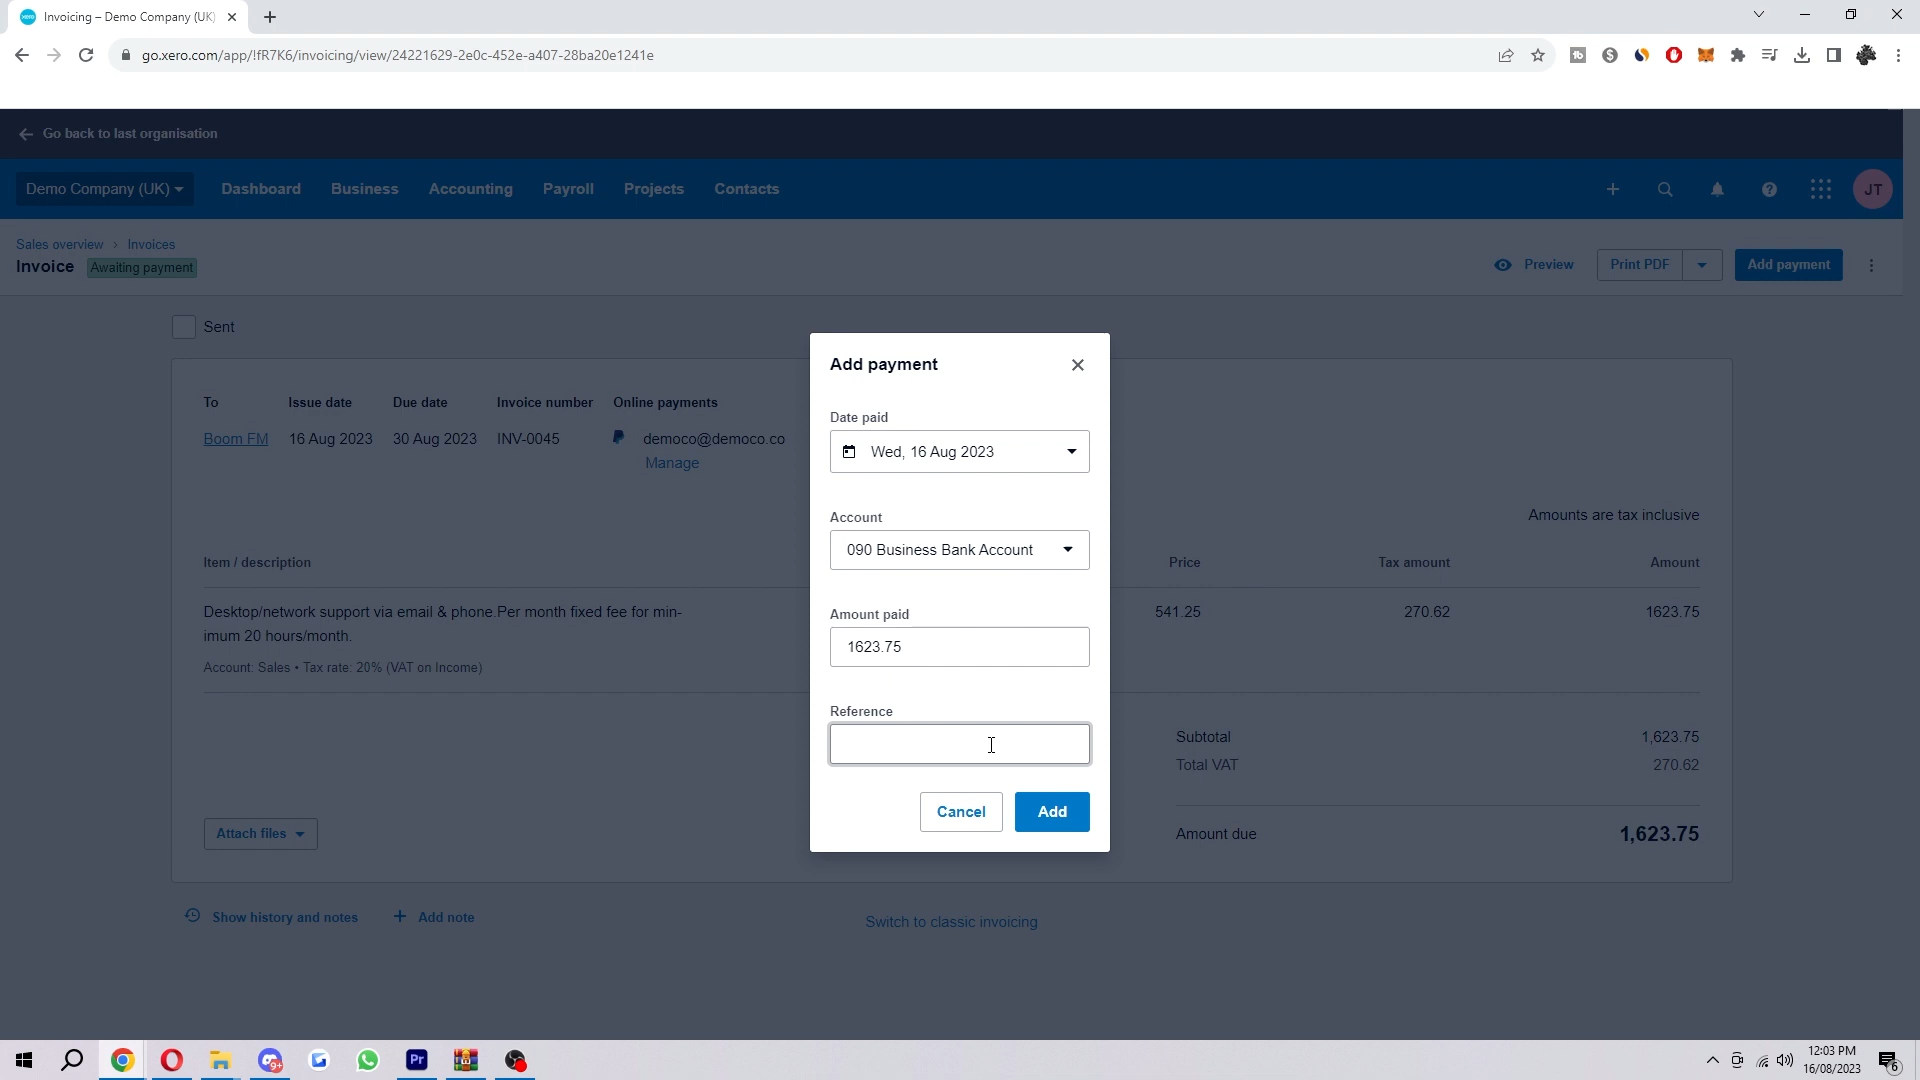 Invoicing – Demo Company (UK)
go.xero.com/app/!fR7K6/invoicing/view/24221629-2e0c-452e-a407-28ba20e1241e
Go back to last organisation
Demo Company (UK)
Dashboard
Business
Accounting
Payroll
Projects
Contacts
JT
Sales overview › Invoices
Invoice
Awaiting payment
Preview
Print PDF
Add payment
Sent
To
Issue date
Due date
Invoice number
Online payments
Boom FM
16 Aug 2023
30 Aug 2023
INV-0045
democo@democo.co
Manage
Amounts are tax inclusive
Item / description
Price
Tax amount
Amount
Desktop/network support via email & phone.Per month fixed fee for min-
imum 20 hours/month.
541.25
270.62
1623.75
Account: Sales • Tax rate: 20% (VAT on Income)
Subtotal
1,623.75
Total VAT
270.62
Attach files
Amount due
1,623.75
Show history and notes
Add note
Switch to classic invoicing
Add payment
Date paid
Wed, 16 Aug 2023
Account
090 Business Bank Account
Amount paid
1623.75
Reference
Cancel
Add
9+
Pr
12:03 PM
16/08/2023
6